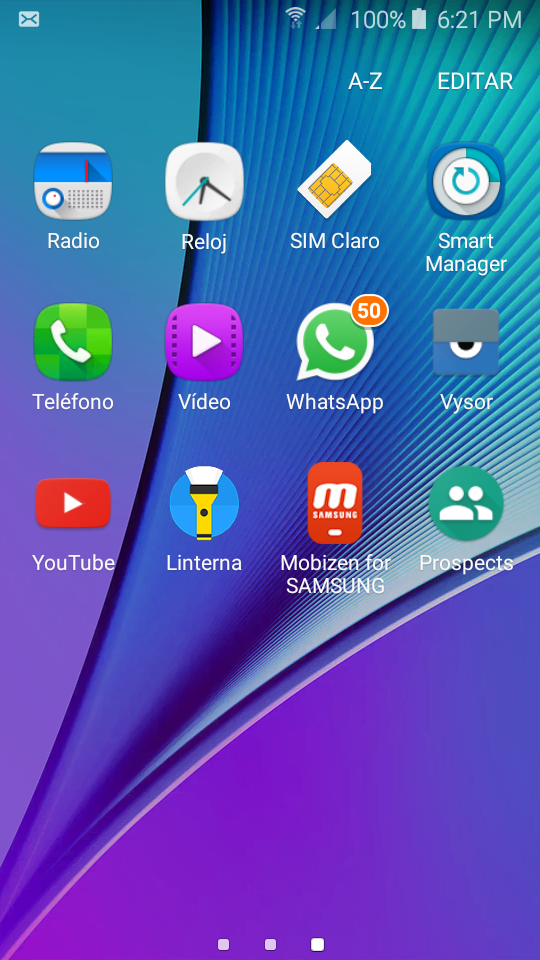 100% 6:21 PM
A-Z EDITAR
Radio Reloj SIM Claro Smart
Manager
50
Teléfono Vídeo WhatsApp Vysor
m
SAMSUNG
YouTube Linterna Mobizen for Prospects
SAMSUNG